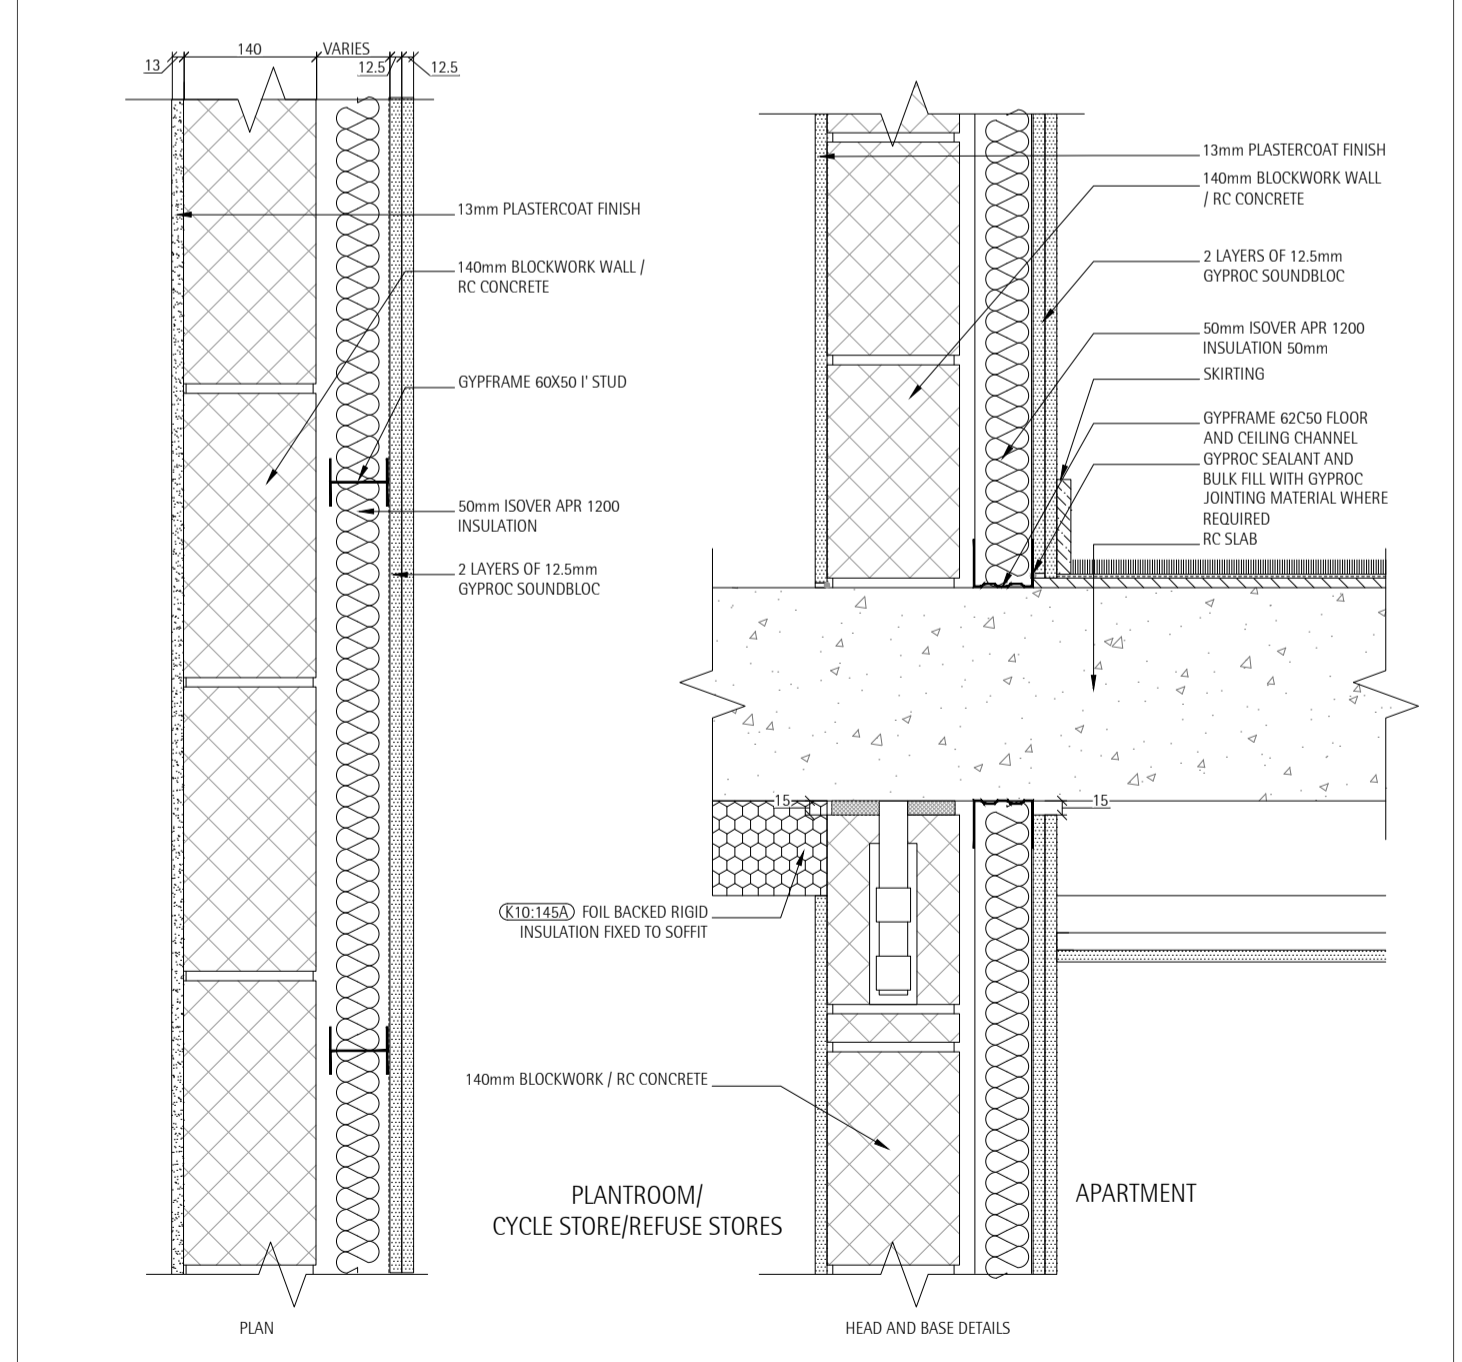 13
140
VARIES
12.5
12.5
13mm PLASTERCOAT FINISH
140mm BLOCKWORK WALL /
RC CONCRETE
GYPFRAME 60X50 I' STUD
50mm ISOVER APR 1200
INSULATION
2 LAYERS OF 12.5mm
GYPROC SOUNDBLOC
PLAN
13mm PLASTERCOAT FINISH
140mm BLOCKWORK WALL
/ RC CONCRETE
2 LAYERS OF 12.5mm
GYPROC SOUNDBLOC
50mm ISOVER APR 1200
INSULATION 50mm
SKIRTING
GYPFRAME 62C50 FLOOR
AND CEILING CHANNEL
GYPROC SEALANT AND
BULK FILL WITH GYPROC
JOINTING MATERIAL WHERE
REQUIRED
RC SLAB
15
15
K10:145A FOIL BACKED RIGID
INSULATION FIXED TO SOFFIT
140mm BLOCKWORK / RC CONCRETE
PLANTROOM/
CYCLE STORE/REFUSE STORES
APARTMENT
HEAD AND BASE DETAILS